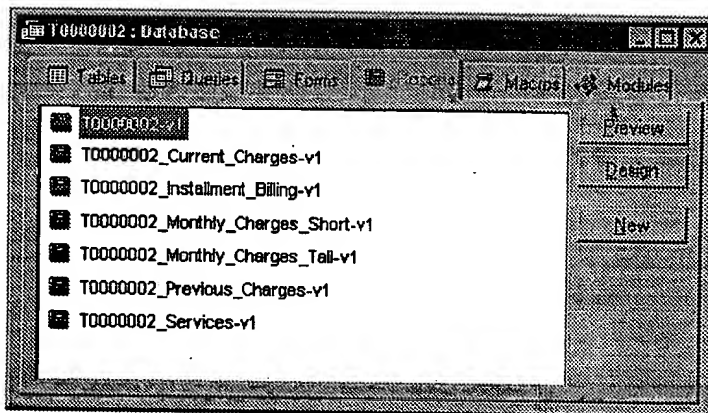 T0000002 : Database
Tables Queries Forms Reports Macros Modules
T0000002-v1
T0000002_Current_Charges-v1
T0000002_Installment_Billing-v1
T0000002_Monthly_Charges_Short-v1
T0000002_Monthly_Charges_Tall-v1
T0000002_Previous_Charges-v1
T0000002_Services-v1
Preview
Design
New